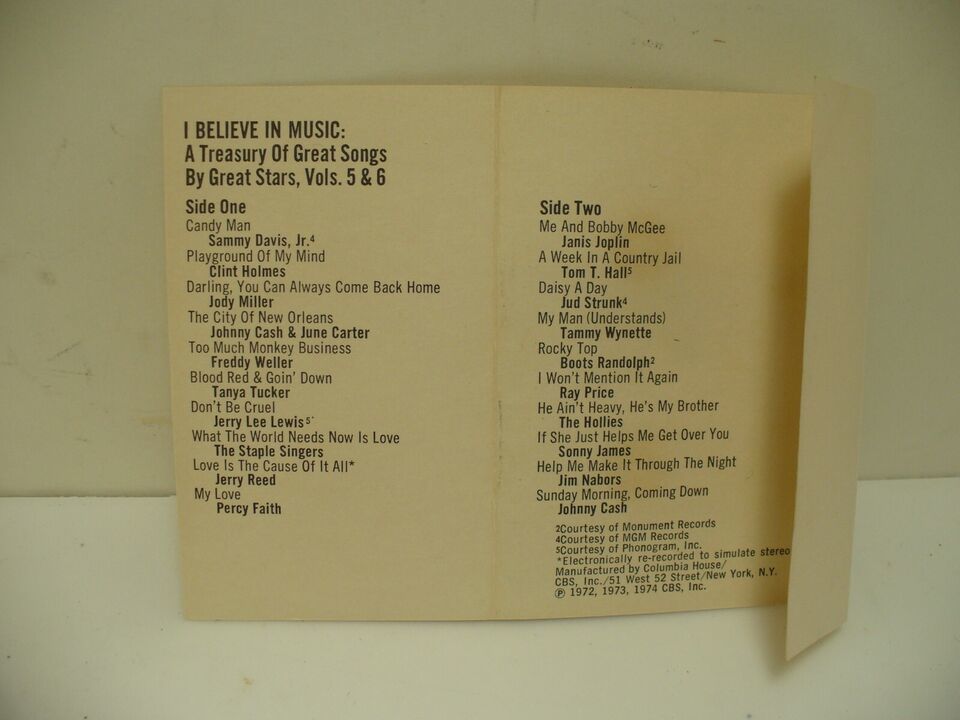 I BELIEVE IN MUSIC:
A Treasury Of Great Songs
By Great Stars, Vols. 5 & 6
Side One
Candy Man
Sammy Davis, Jr.⁴
Playground Of My Mind
Clint Holmes
Darling, You Can Always Come Back Home
Jody Miller
The City Of New Orleans
Johnny Cash & June Carter
Too Much Monkey Business
Freddy Weller
Blood Red & Goin' Down
Tanya Tucker
Don't Be Cruel
Jerry Lee Lewis⁵
What The World Needs Now Is Love
The Staple Singers
Love Is The Cause Of It All*
Jerry Reed
My Love
Percy Faith
Side Two
Me And Bobby McGee
Janis Joplin
A Week In A Country Jail
Tom T. Hall⁵
Daisy A Day
Jud Strunk⁴
My Man (Understands)
Tammy Wynette
Rocky Top
Boots Randolph²
I Won't Mention It Again
Ray Price
He Ain't Heavy, He's My Brother
The Hollies
If She Just Helps Me Get Over You
Sonny James
Help Me Make It Through The Night
Jim Nabors
Sunday Morning, Coming Down
Johnny Cash
²Courtesy of Monument Records
⁴Courtesy of MGM Records
⁵Courtesy of Phonogram, Inc.
*Electronically re-recorded to simulate stereo
Manufactured by Columbia House/
CBS, Inc./51 West 52 Street/New York, N.Y.
℗ 1972, 1973, 1974 CBS, Inc.